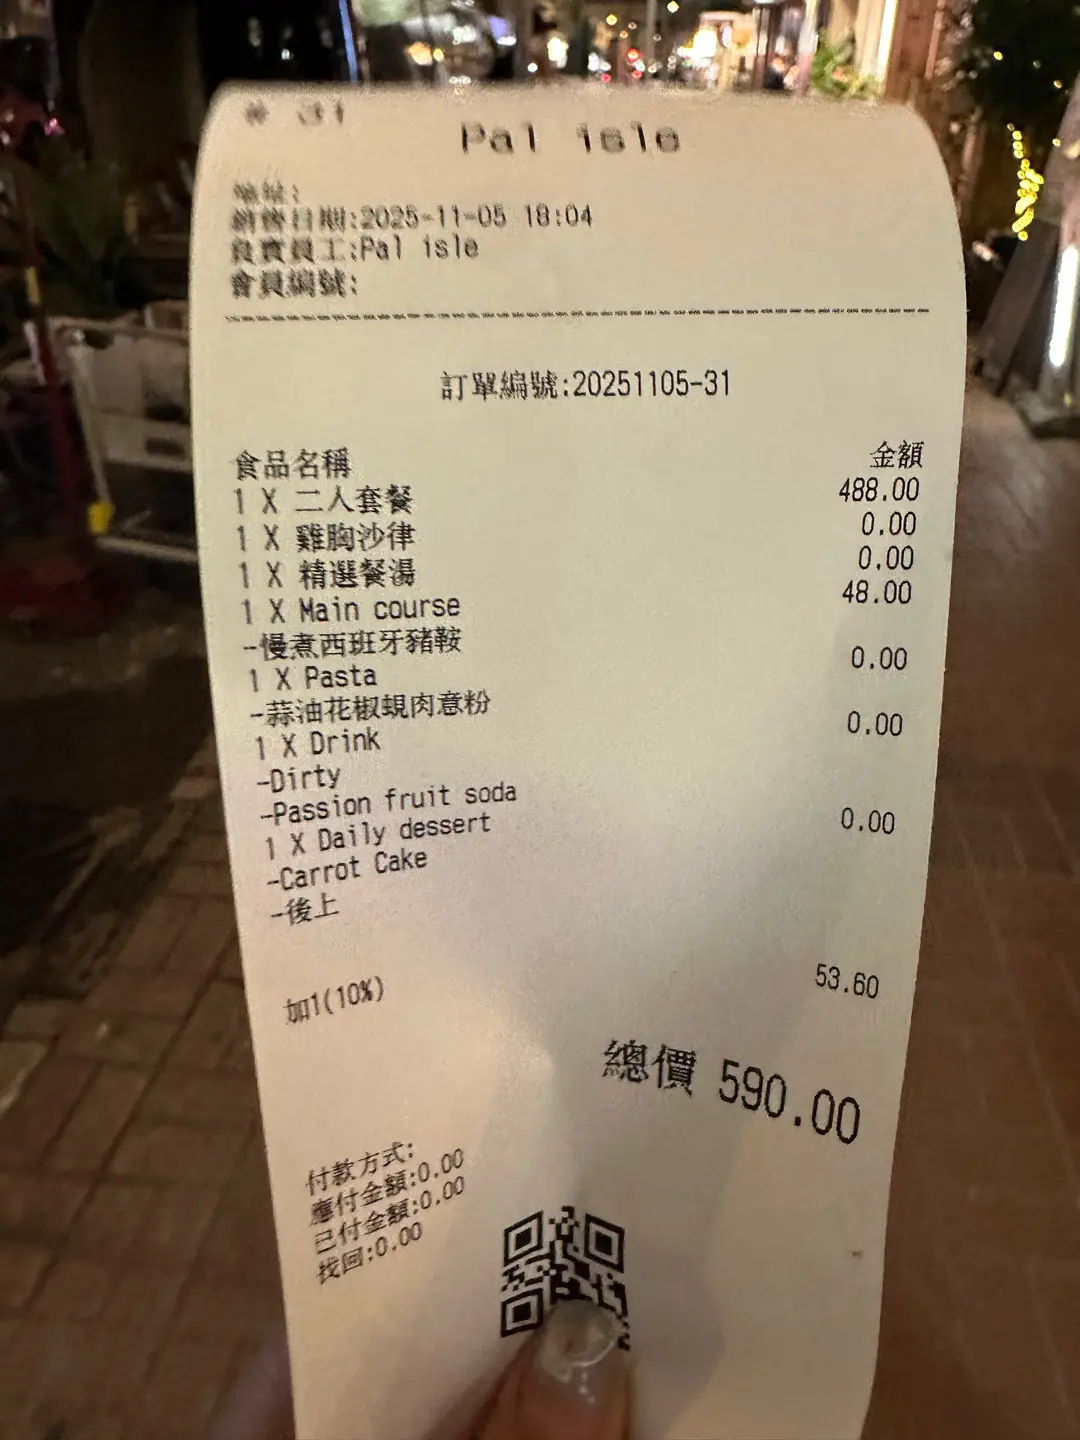 # 31
Pal isle
地址:
銷售日期:2025-11-05 18:04
負責員工:Pal isle
會員編號:
訂單編號:20251105-31
食品名稱 金額
1 X 二人套餐 488.00
1 X 雞胸沙律 0.00
1 X 精選餐湯 0.00
1 X Main course 48.00
-慢煮西班牙豬鞍
1 X Pasta 0.00
-蒜油花椒蜆肉意粉
1 X Drink 0.00
-Dirty
-Passion fruit soda
1 X Daily dessert 0.00
-Carrot Cake
-後上
加1(10%) 53.60
總價 590.00
付款方式:
應付金額:0.00
已付金額:0.00
找回:0.00